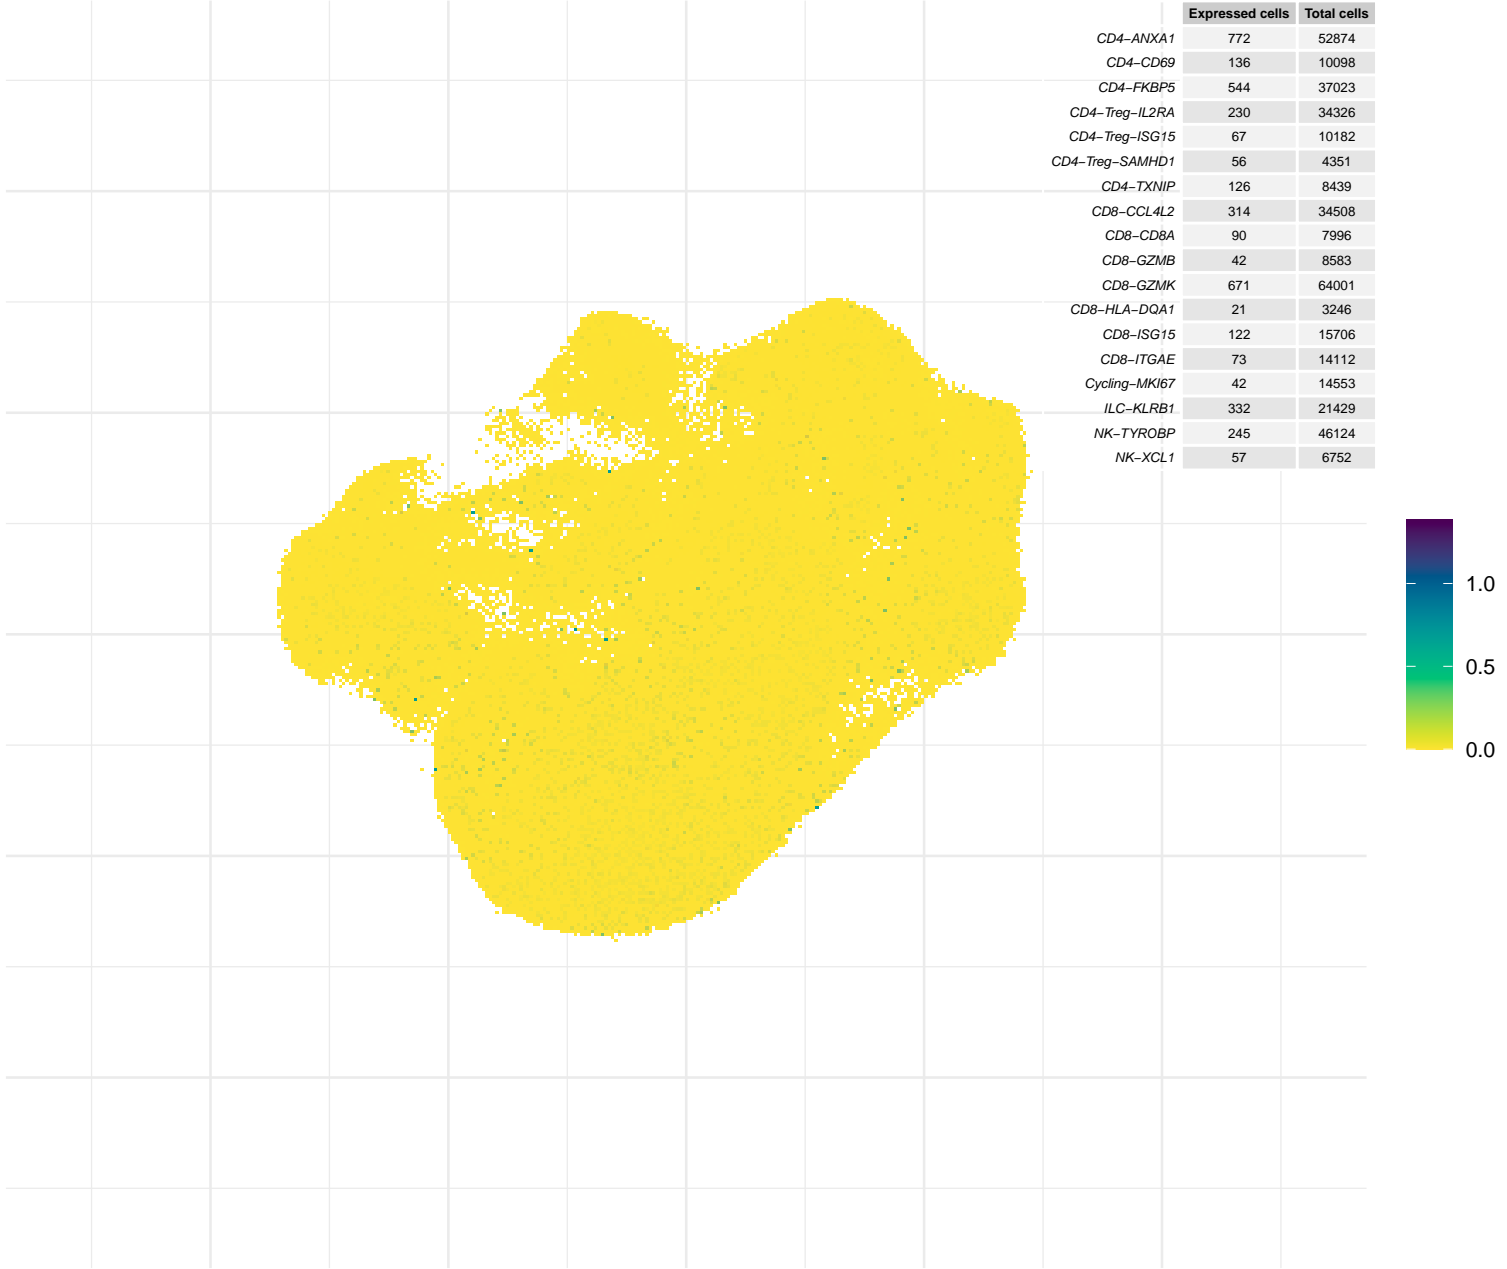 Expressed cells Total cells
CD4−ANXA1 772 52874
CD4−CD69 136 10098
CD4−FKBP5 544 37023
CD4−Treg−IL2RA 230 34326
CD4−Treg−ISG15 67 10182
CD4−Treg−SAMHD1 56 4351
CD4−TXNIP 126 8439
CD8−CCL4L2 314 34508
CD8−CD8A 90 7996
CD8−GZMB 42 8583
CD8−GZMK 671 64001
CD8−HLA−DQA1 21 3246
CD8−ISG15 122 15706
CD8−ITGAE 73 14112
Cycling−MKI67 42 14553
ILC−KLRB1 332 21429
NK−TYROBP 245 46124
NK−XCL1 57 6752
1.0
0.5
0.0